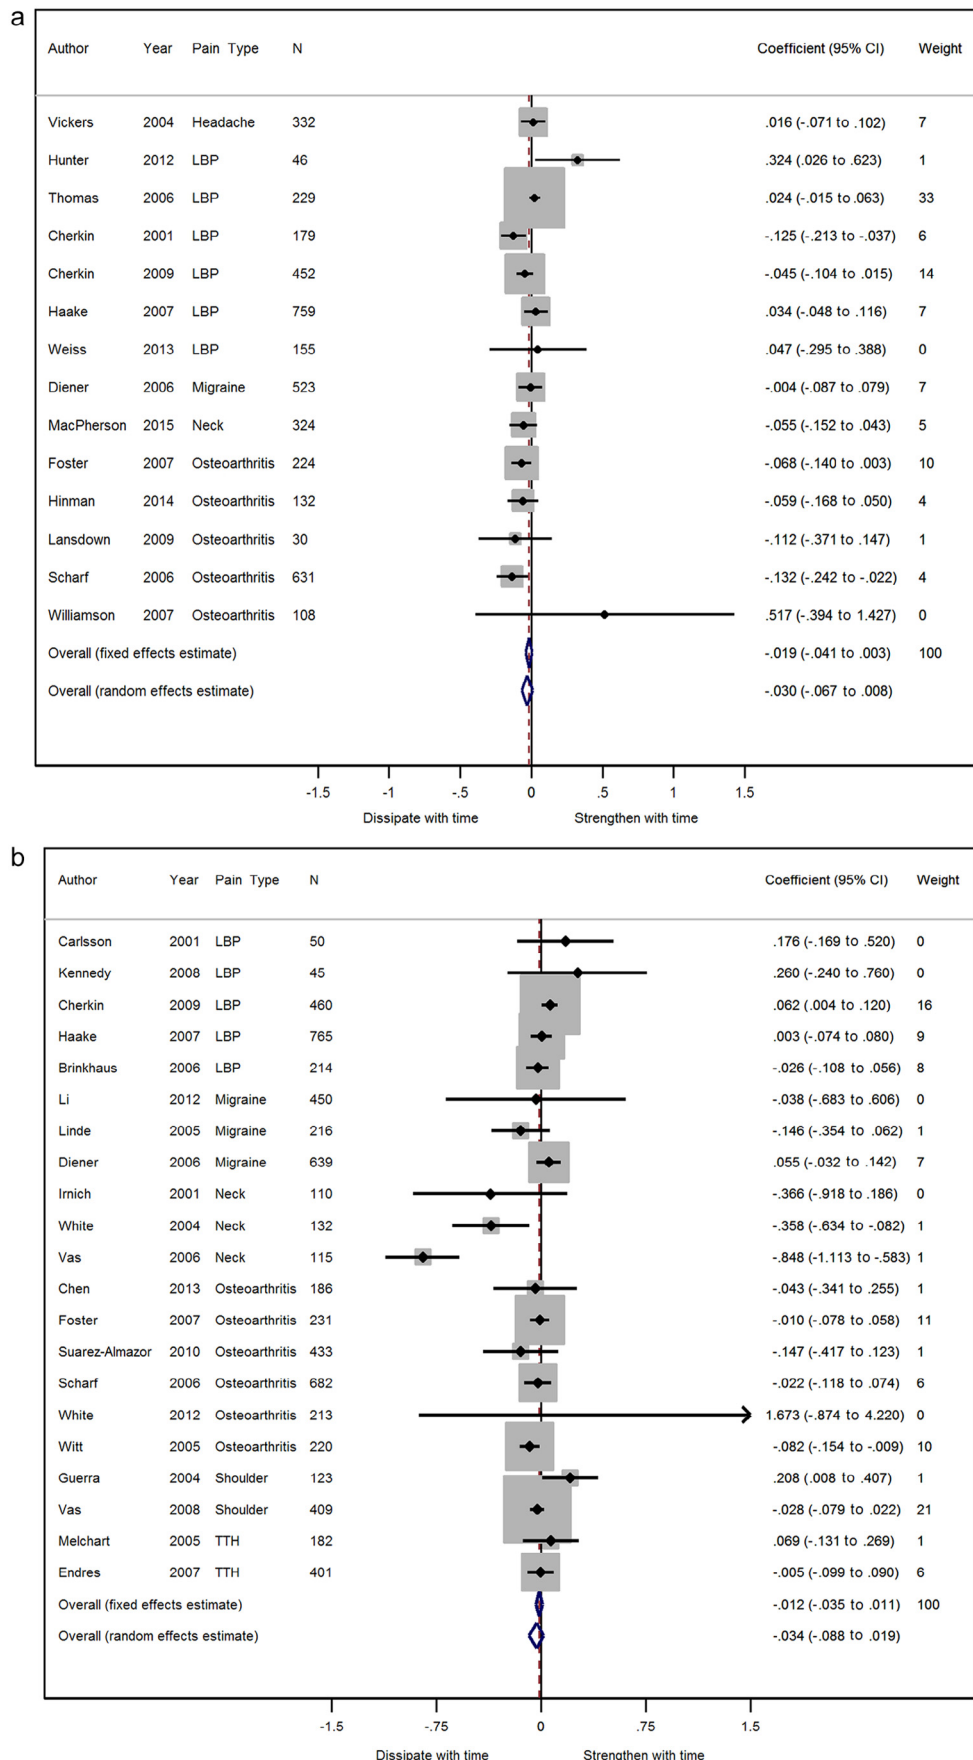 a
Author Year Pain Type N Coefficient (95% CI) Weight
Vickers 2004 Headache 332 .016 (-.071 to .102) 7
Hunter 2012 LBP 46 .324 (.026 to .623) 1
Thomas 2006 LBP 229 .024 (-.015 to .063) 33
Cherkin 2001 LBP 179 -.125 (-.213 to -.037) 6
Cherkin 2009 LBP 452 -.045 (-.104 to .015) 14
Haake 2007 LBP 759 .034 (-.048 to .116) 7
Weiss 2013 LBP 155 .047 (-.295 to .388) 0
Diener 2006 Migraine 523 -.004 (-.087 to .079) 7
MacPherson 2015 Neck 324 -.055 (-.152 to .043) 5
Foster 2007 Osteoarthritis 224 -.068 (-.140 to .003) 10
Hinman 2014 Osteoarthritis 132 -.059 (-.168 to .050) 4
Lansdown 2009 Osteoarthritis 30 -.112 (-.371 to .147) 1
Scharf 2006 Osteoarthritis 631 -.132 (-.242 to -.022) 4
Williamson 2007 Osteoarthritis 108 .517 (-.394 to 1.427) 0
Overall (fixed effects estimate) -.019 (-.041 to .003) 100
Overall (random effects estimate) -.030 (-.067 to .008)
-1.5 -1 -.5 0 .5 1 1.5
Dissipate with time Strengthen with time
b
Author Year Pain Type N Coefficient (95% CI) Weight
Carlsson 2001 LBP 50 .176 (-.169 to .520) 0
Kennedy 2008 LBP 45 .260 (-.240 to .760) 0
Cherkin 2009 LBP 460 .062 (.004 to .120) 16
Haake 2007 LBP 765 .003 (-.074 to .080) 9
Brinkhaus 2006 LBP 214 -.026 (-.108 to .056) 8
Li 2012 Migraine 450 -.038 (-.683 to .606) 0
Linde 2005 Migraine 216 -.146 (-.354 to .062) 1
Diener 2006 Migraine 639 .055 (-.032 to .142) 7
Irnich 2001 Neck 110 -.366 (-.918 to .186) 0
White 2004 Neck 132 -.358 (-.634 to -.082) 1
Vas 2006 Neck 115 -.848 (-1.113 to -.583) 1
Chen 2013 Osteoarthritis 186 -.043 (-.341 to .255) 1
Foster 2007 Osteoarthritis 231 -.010 (-.078 to .058) 11
Suarez-Almazor 2010 Osteoarthritis 433 -.147 (-.417 to .123) 1
Scharf 2006 Osteoarthritis 682 -.022 (-.118 to .074) 6
White 2012 Osteoarthritis 213 1.673 (-.874 to 4.220) 0
Witt 2005 Osteoarthritis 220 -.082 (-.154 to -.009) 10
Guerra 2004 Shoulder 123 .208 (.008 to .407) 1
Vas 2008 Shoulder 409 -.028 (-.079 to .022) 21
Melchart 2005 TTH 182 .069 (-.131 to .269) 1
Endres 2007 TTH 401 -.005 (-.099 to .090) 6
Overall (fixed effects estimate) -.012 (-.035 to .011) 100
Overall (random effects estimate) -.034 (-.088 to .019)
-1.5 -.75 0 .75 1.5
Dissipate with time Strengthen with time